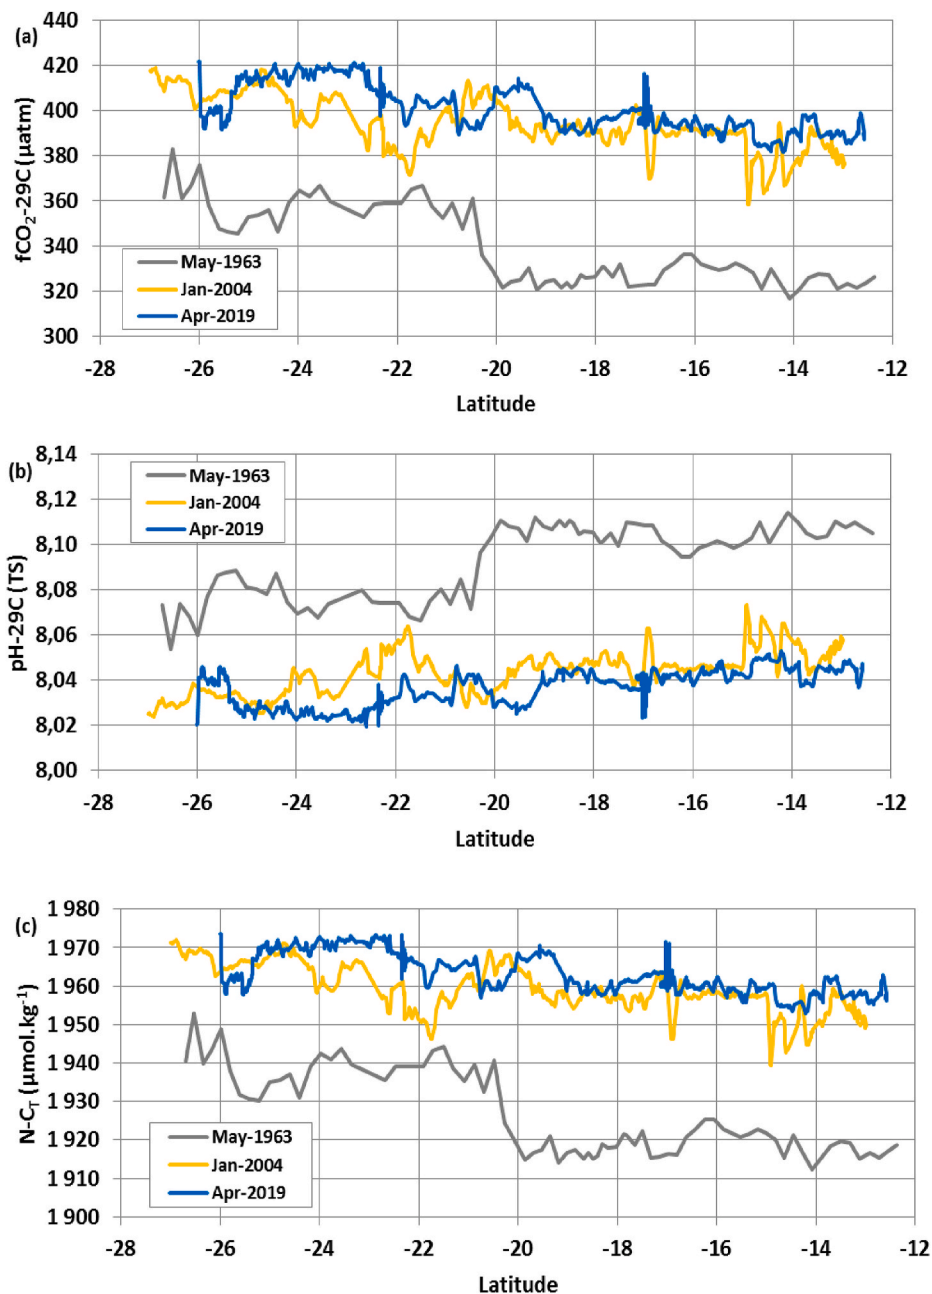 (a)
440
420
400
380
360
340
320
300
fCO₂-29C (µatm)
May-1963
Jan-2004
Apr-2019
-28 -26 -24 -22 -20 -18 -16 -14 -12
Latitude
(b)
8,14
8,12
8,10
8,08
8,06
8,04
8,02
8,00
pH-29C (TS)
May-1963
Jan-2004
Apr-2019
-28 -26 -24 -22 -20 -18 -16 -14 -12
Latitude
(c)
1 980
1 970
1 960
1 950
1 940
1 930
1 920
1 910
1 900
N-C_T (µmol.kg⁻¹)
May-1963
Jan-2004
Apr-2019
-28 -26 -24 -22 -20 -18 -16 -14 -12
Latitude